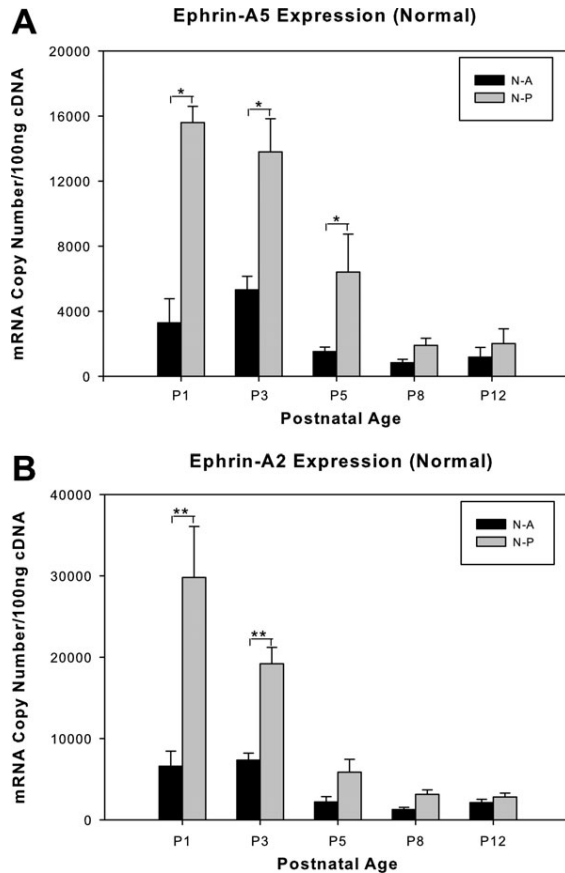 A
Ephrin-A5 Expression (Normal)
mRNA Copy Number/100ng cDNA
20000
16000
12000
8000
4000
0
N-A
N-P
*
*
*
P1 P3 P5 P8 P12
Postnatal Age
B
Ephrin-A2 Expression (Normal)
mRNA Copy Number/100ng cDNA
40000
30000
20000
10000
0
N-A
N-P
**
**
P1 P3 P5 P8 P12
Postnatal Age